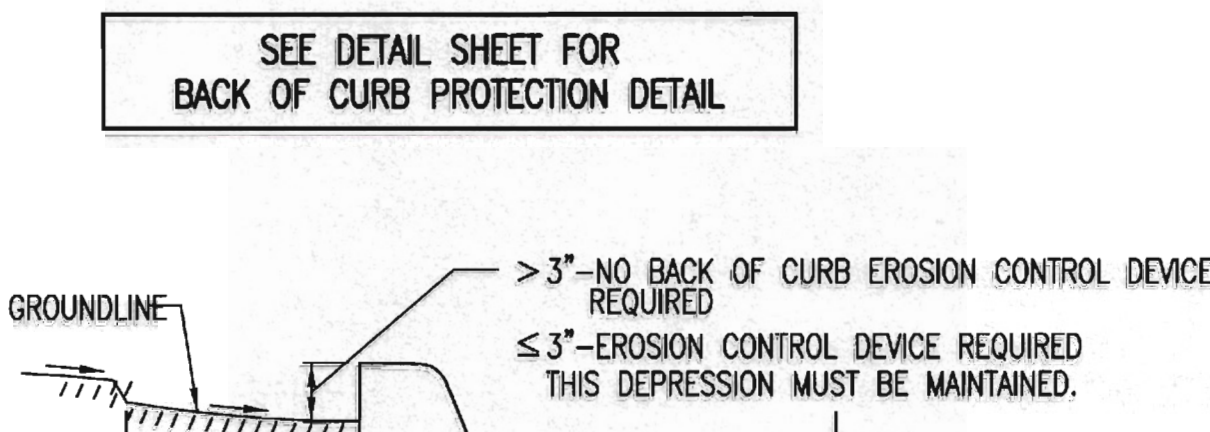 SEE DETAIL SHEET FOR
BACK OF CURB PROTECTION DETAIL
>3"-NO BACK OF CURB EROSION CONTROL DEVICE
REQUIRED
GROUNDLINE
≤3"-EROSION CONTROL DEVICE REQUIRED
THIS DEPRESSION MUST BE MAINTAINED.